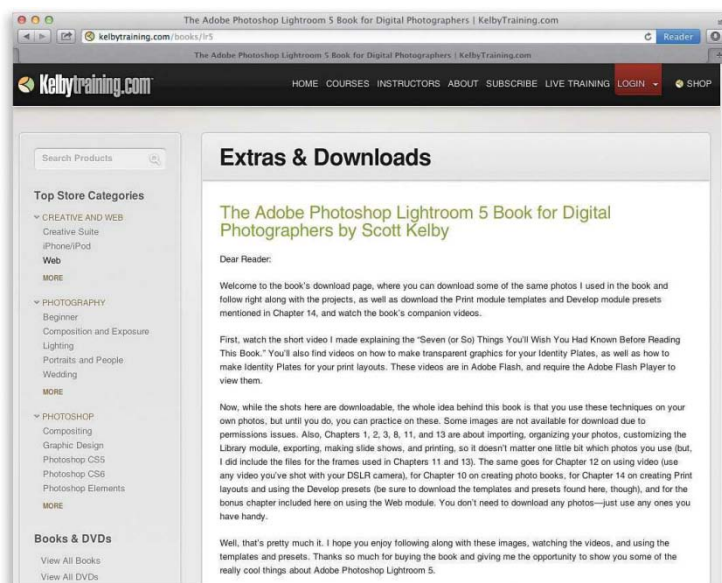 The Adobe Photoshop Lightroom 5 Book for Digital Photographers | KelbyTraining.com
kelbytraining.com/books/lr5
Reader
The Adobe Photoshop Lightroom 5 Book for Digital Photographers | KelbyTraining.com
Kelbytraining.com
HOME COURSES INSTRUCTORS ABOUT SUBSCRIBE LIVE TRAINING LOGIN SHOP
Search Products
Top Store Categories
CREATIVE AND WEB
Creative Suite
iPhone/iPod
Web
MORE
PHOTOGRAPHY
Beginner
Composition and Exposure
Lighting
Portraits and People
Wedding
MORE
PHOTOSHOP
Compositing
Graphic Design
Photoshop CS5
Photoshop CS6
Photoshop Elements
MORE
Books & DVDs
View All Books
View All DVDs
Extras & Downloads
The Adobe Photoshop Lightroom 5 Book for Digital
Photographers by Scott Kelby
Dear Reader:
Welcome to the book's download page, where you can download some of the same photos I used in the book and
follow right along with the projects, as well as download the Print module templates and Develop module presets
mentioned in Chapter 14, and watch the book's companion videos.
First, watch the short video I made explaining the "Seven (or So) Things You'll Wish You Had Known Before Reading
This Book." You'll also find videos on how to make transparent graphics for your Identity Plates, as well as how to
make Identity Plates for your print layouts. These videos are in Adobe Flash, and require the Adobe Flash Player to
view them.
Now, while the shots here are downloadable, the whole idea behind this book is that you use these techniques on your
own photos, but until you do, you can practice on these. Some images are not available for download due to
permissions issues. Also, Chapters 1, 2, 3, 8, 11, and 13 are about importing, organizing your photos, customizing the
Library module, exporting, making slide shows, and printing, so it doesn't matter one little bit which photos you use (but,
I did include the files for the frames used in Chapters 11 and 13). The same goes for Chapter 12 on using video (use
any video you've shot with your DSLR camera), for Chapter 10 on creating photo books, for Chapter 14 on creating Print
layouts and using the Develop presets (be sure to download the templates and presets found here, though), and for the
bonus chapter included here on using the Web module. You don't need to download any photos—just use any ones you
have handy.
Well, that's pretty much it. I hope you enjoy following along with these images, watching the videos, and using the
templates and presets. Thanks so much for buying the book and giving me the opportunity to show you some of the
really cool things about Adobe Photoshop Lightroom 5.